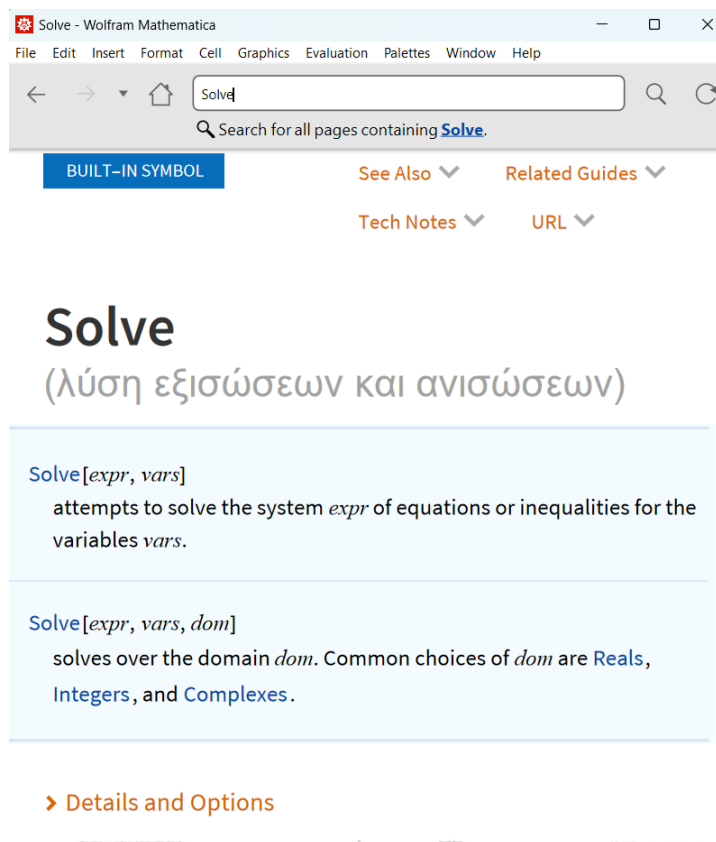 Solve - Wolfram Mathematica
File Edit Insert Format Cell Graphics Evaluation Palettes Window Help
Solve
Search for all pages containing Solve.
BUILT-IN SYMBOL
See Also
Related Guides
Tech Notes
URL
Solve
(λύση εξισώσεων και ανισώσεων)
Solve[expr, vars]
attempts to solve the system expr of equations or inequalities for the
variables vars.
Solve[expr, vars, dom]
solves over the domain dom. Common choices of dom are Reals,
Integers, and Complexes.
Details and Options